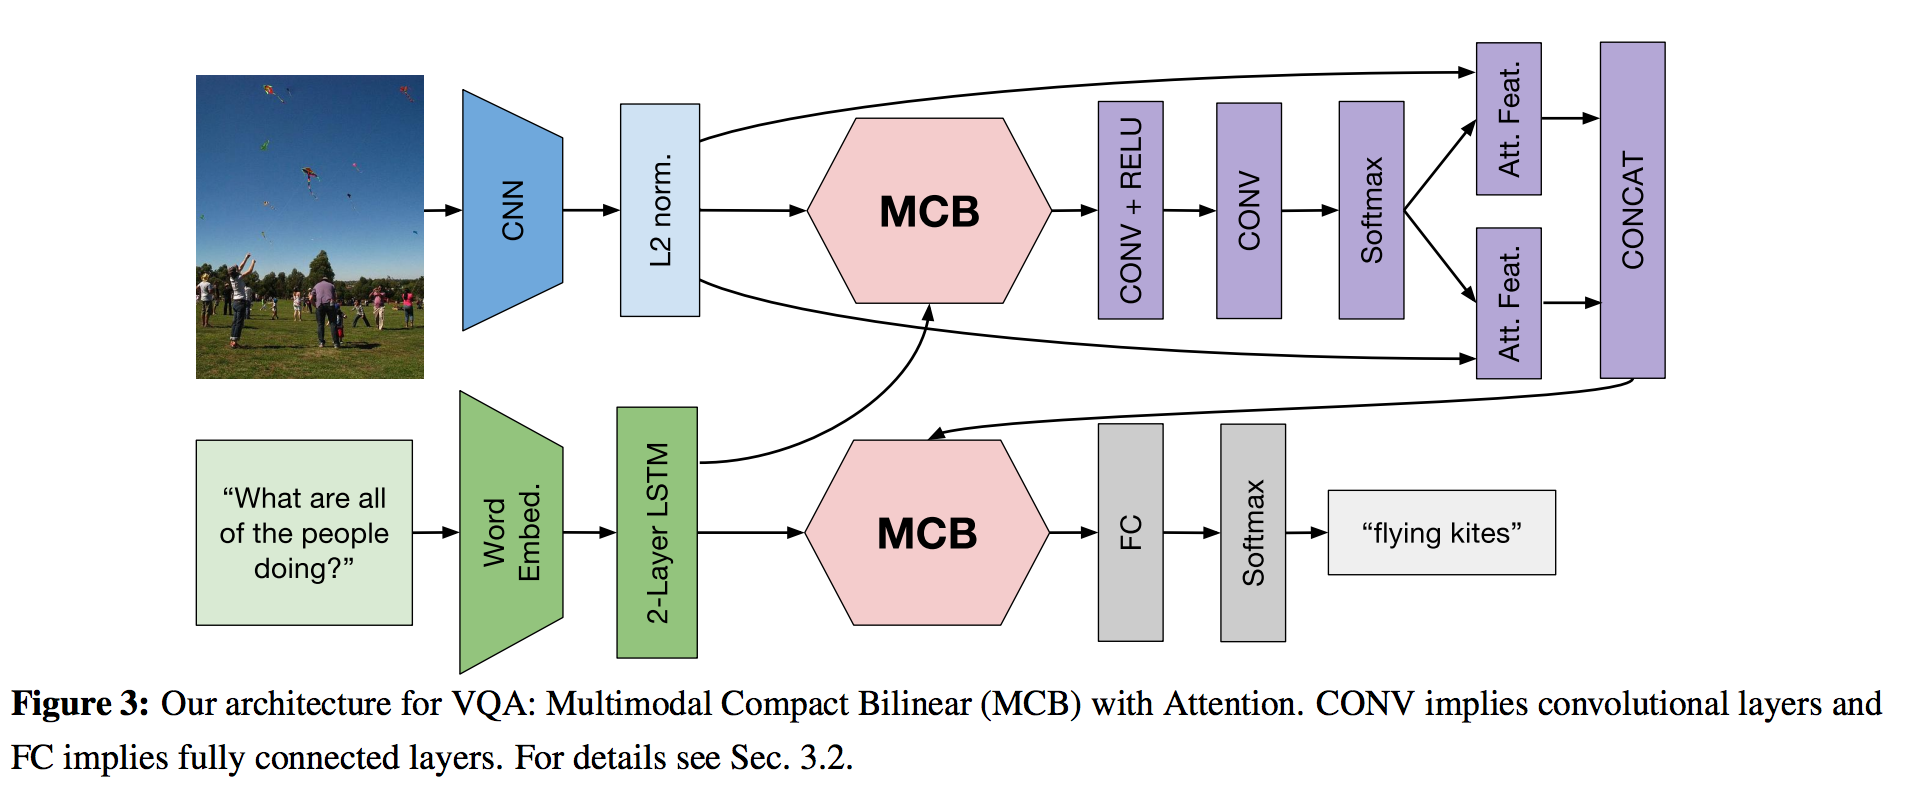 CNN
L2 norm.
MCB
CONV + RELU
CONV
Softmax
Att. Feat.
Att. Feat.
CONCAT
“What are all
of the people
doing?”
Word
Embed.
2-Layer LSTM
MCB
FC
Softmax
“flying kites”
Figure 3: Our architecture for VQA: Multimodal Compact Bilinear (MCB) with Attention. CONV implies convolutional layers and
FC implies fully connected layers. For details see Sec. 3.2.